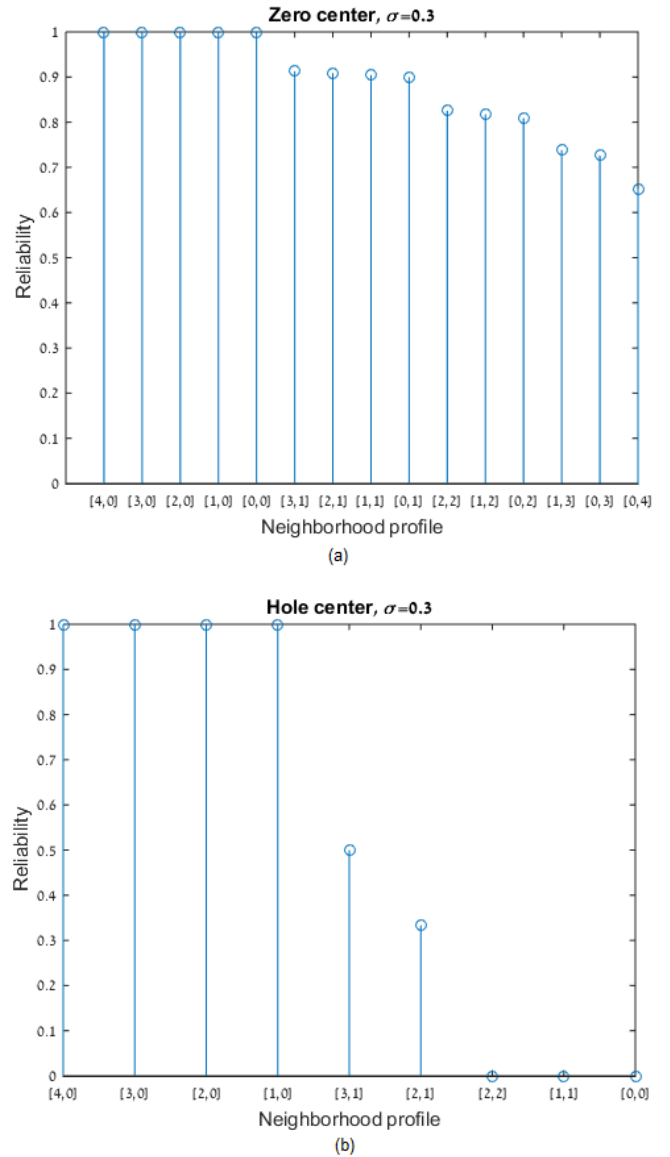 Zero center, σ=0.3
1
0.9
0.8
0.7
0.6
0.5
0.4
0.3
0.2
0.1
0
Reliability
[4,0] [3,0] [2,0] [1,0] [0,0] [3,1] [2,1] [1,1] [0,1] [2,2] [1,2] [0,2] [1,3] [0,3] [0,4]
Neighborhood profile
(a)
Hole center, σ=0.3
1
0.9
0.8
0.7
0.6
0.5
0.4
0.3
0.2
0.1
0
Reliability
[4,0] [3,0] [2,0] [1,0] [3,1] [2,1] [2,2] [1,1] [0,0]
Neighborhood profile
(b)